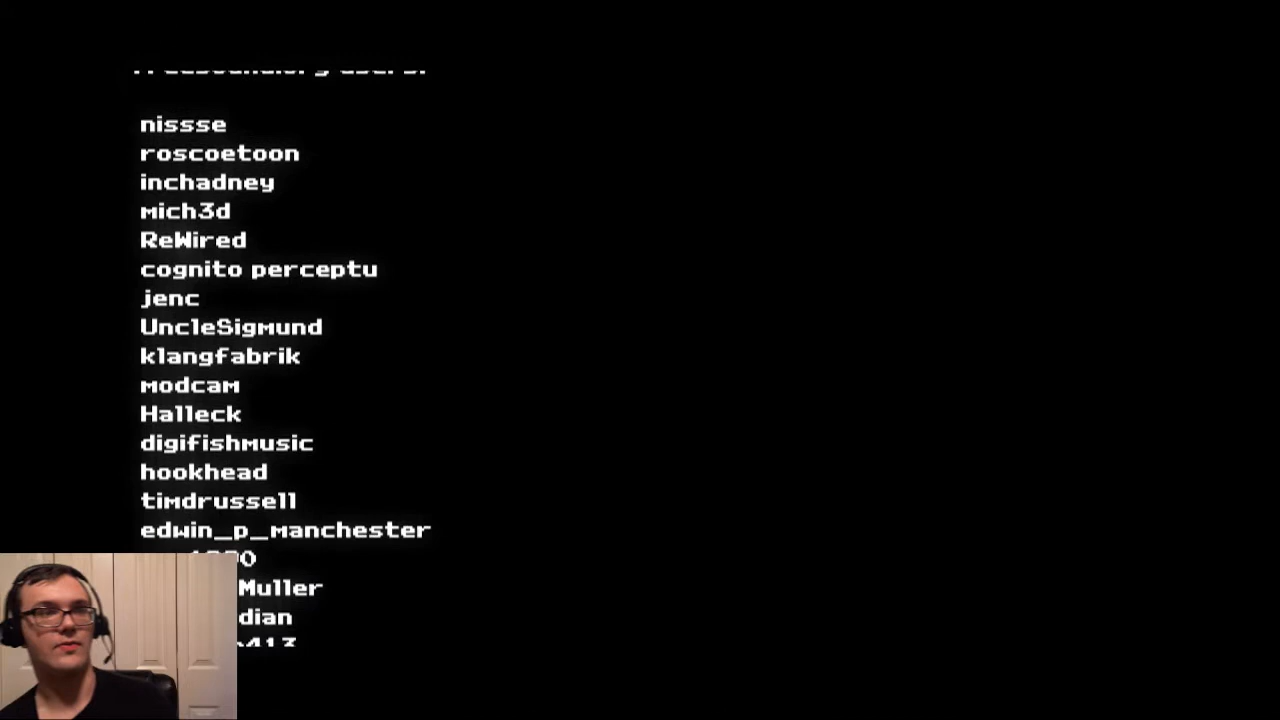 nissse
roscoetoon
inchadney
mich3d
ReWired
cognito perceptu
jenc
UncleSigmund
klangfabrik
modcam
Halleck
digifishmusic
hookhead
timdrussell
edwin_p_manchester
Muller
dian